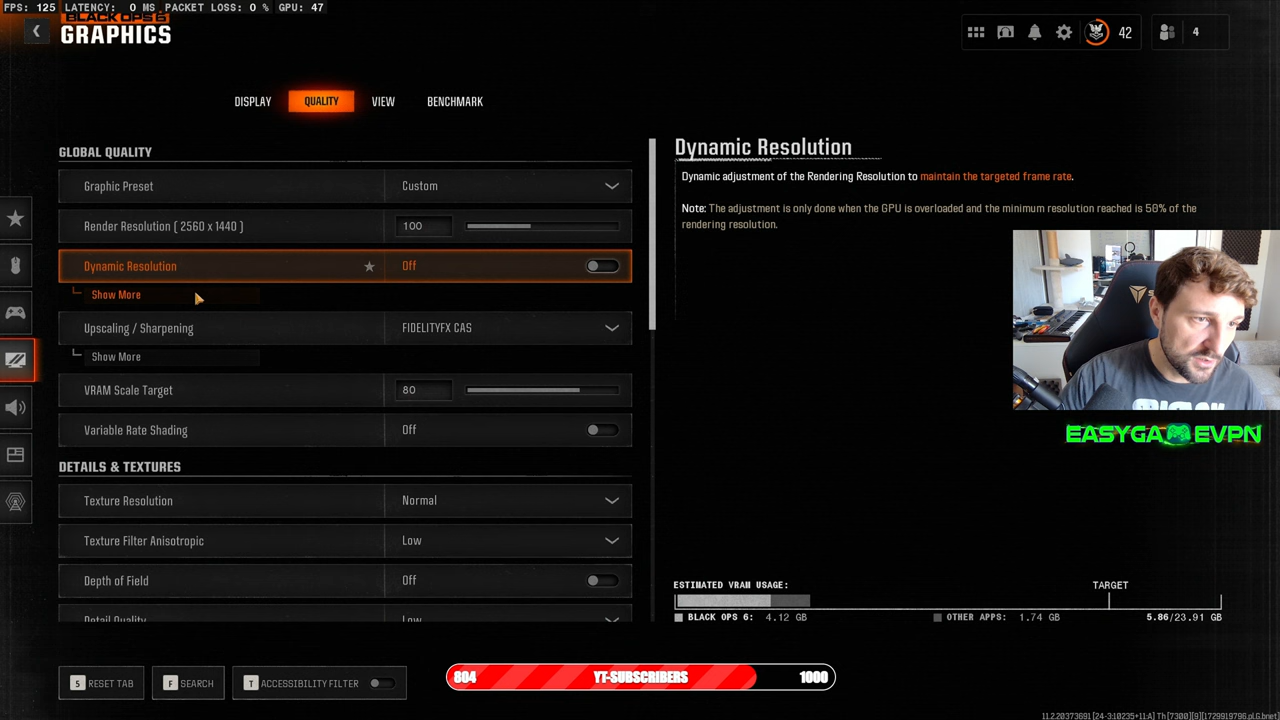 FPS: 125 LATENCY: 0 MS PACKET LOSS: 0 % GPU: 47
BLACK OPS 6
GRAPHICS
42
4
DISPLAY
QUALITY
VIEW
BENCHMARK
GLOBAL QUALITY
Graphic Preset
Custom
Render Resolution ( 2560 x 1440 )
100
Dynamic Resolution
Off
Show More
Upscaling / Sharpening
FIDELITYFX CAS
Show More
VRAM Scale Target
80
Variable Rate Shading
Off
DETAILS & TEXTURES
Texture Resolution
Normal
Texture Filter Anisotropic
Low
Depth of Field
Off
Detail Quality
Low
Dynamic Resolution
Dynamic adjustment of the Rendering Resolution to maintain the targeted frame rate.
Note: The adjustment is only done when the GPU is overloaded and the minimum resolution reached is 50% of the
rendering resolution.
EASYGAMEVPN
ESTIMATED VRAM USAGE:
TARGET
BLACK OPS 6: 4.12 GB
OTHER APPS: 1.74 GB
5.86/23.91 GB
S RESET TAB
F SEARCH
T ACCESSIBILITY FILTER
804 YT-SUBSCRIBERS 1000